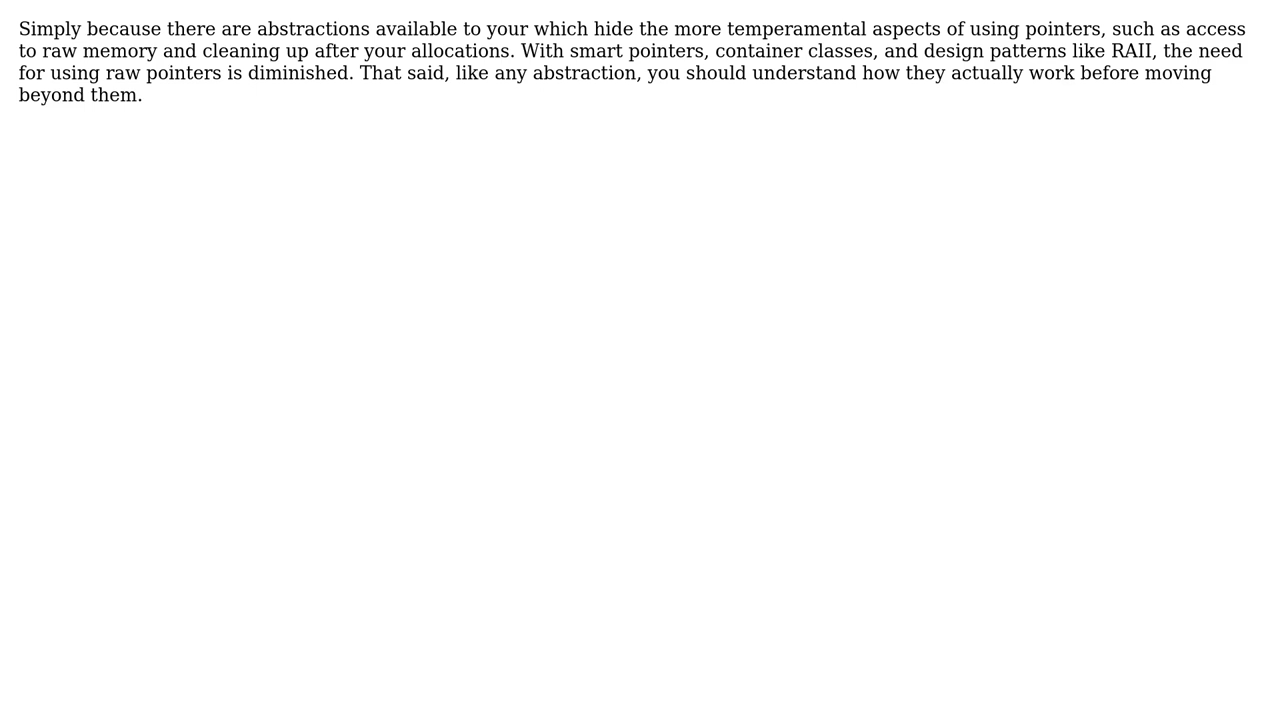 Simply because there are abstractions available to your which hide the more temperamental aspects of using pointers, such as access
to raw memory and cleaning up after your allocations. With smart pointers, container classes, and design patterns like RAII, the need
for using raw pointers is diminished. That said, like any abstraction, you should understand how they actually work before moving
beyond them.